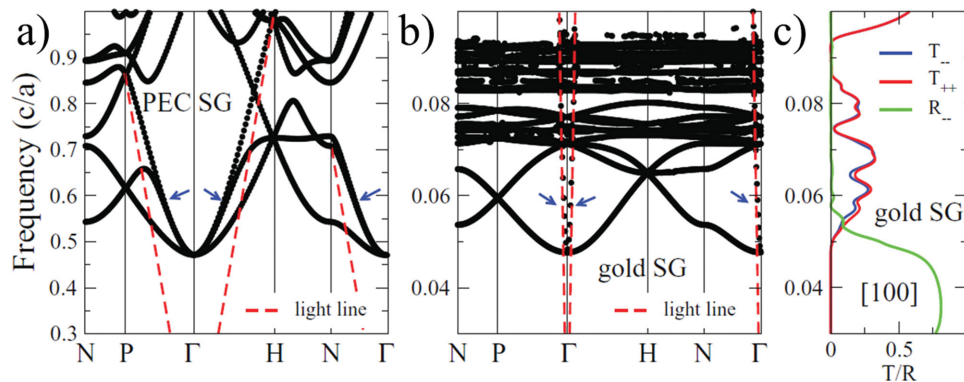 a)
b)
c)
Frequency (c/a)
0.9
0.8
0.7
0.6
0.5
0.4
0.3
PEC SG
light line
N P Γ H N Γ
0.08
0.06
0.04
gold SG
light line
N P Γ H N Γ
T--
T++
R--
0.08
0.06
0.04
gold SG
[100]
0 0.5
T/R